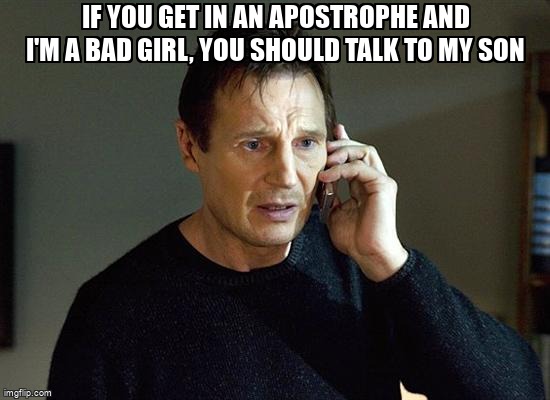 IF YOU GET IN AN APOSTROPHE AND
I'M A BAD GIRL, YOU SHOULD TALK TO MY SON
imgflip.com